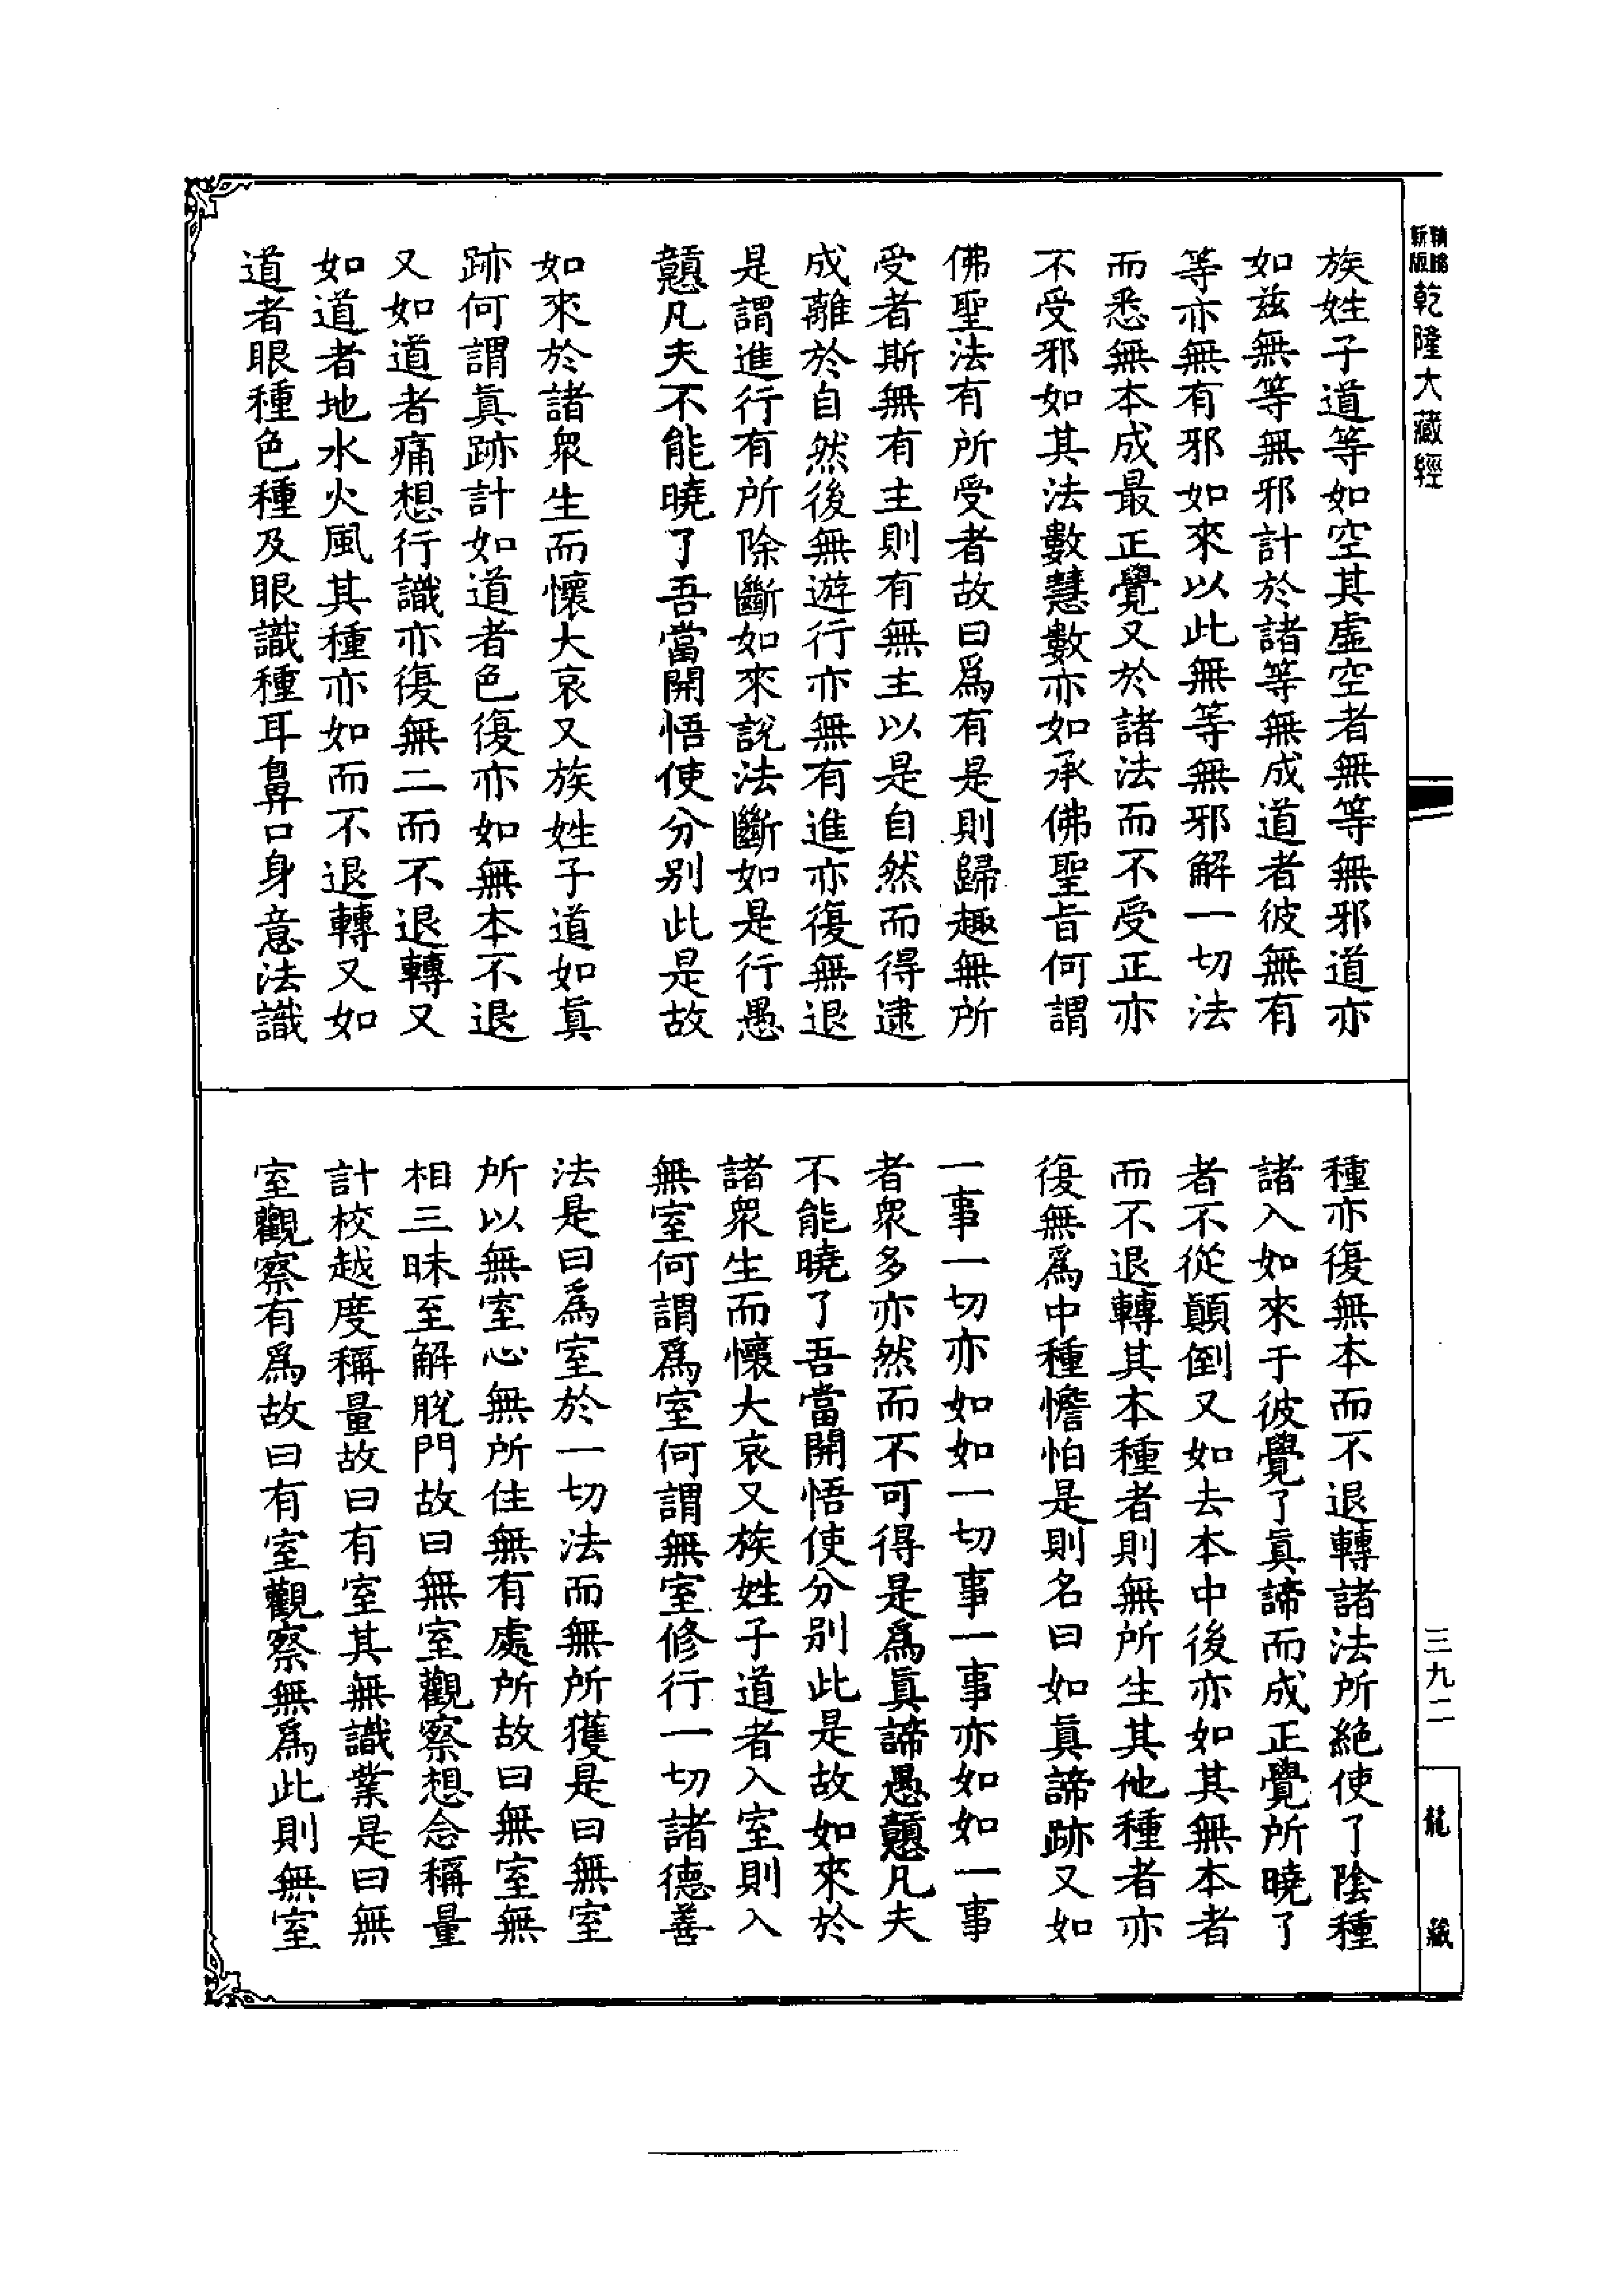 新版
乾隆大藏經
族姓子道等如空其虛空者無等無邪道亦
如兹無等無邪計於諸等無成道者彼無有
等亦無有邪如來以此無等無邪解一切法
而悉無本成最正覺又於諸法而不受正亦
不受邪如其法數慧數亦如承佛聖旨何謂
佛聖法有所受者故曰爲有是則歸趣無所
受者斯無有主則有無主以是自然而得逮
成離於自然後無遊行亦無有進亦復無退
是謂進行有所除斷如來說法斷如是行愚
戇凡夫不能曉了吾當開悟使分別此是故
如來於諸衆生而懷大哀又族姓子道如眞
跡何謂眞跡計如道者色復亦如無本不退
又如道者痛想行識亦復無二而不退轉又
如道者地水火風其種亦如而不退轉又如
道者眼種色種及眼識種耳鼻口身意法識
種亦復無本而不退轉諸法所絕使了陰種
諸入如來于彼覺了眞諦而成正覺所曉了
者不從顚倒又如去本中後亦如其無本者
而不退轉其本種者則無所生其他種者亦
復無爲中種憺怕是則名曰如眞諦跡又如
一事一切亦如如一切事一事亦如如一事
者衆多亦然而不可得是爲眞諦愚戇凡夫
不能曉了吾當開悟使分別此是故如來於
諸衆生而懷大哀又族姓子道者入室則入
無室何謂爲室何謂無室修行一切諸德善
法是曰爲室於一切法而無所獲是曰無室
所以無室心無所住無有處所故曰無室無
相三昧至解脫門故曰無室觀察想念稱量
計校越度稱量故曰有室其無識業是曰無
室觀察有爲故曰有室觀察無爲此則無室
三九二
龍藏